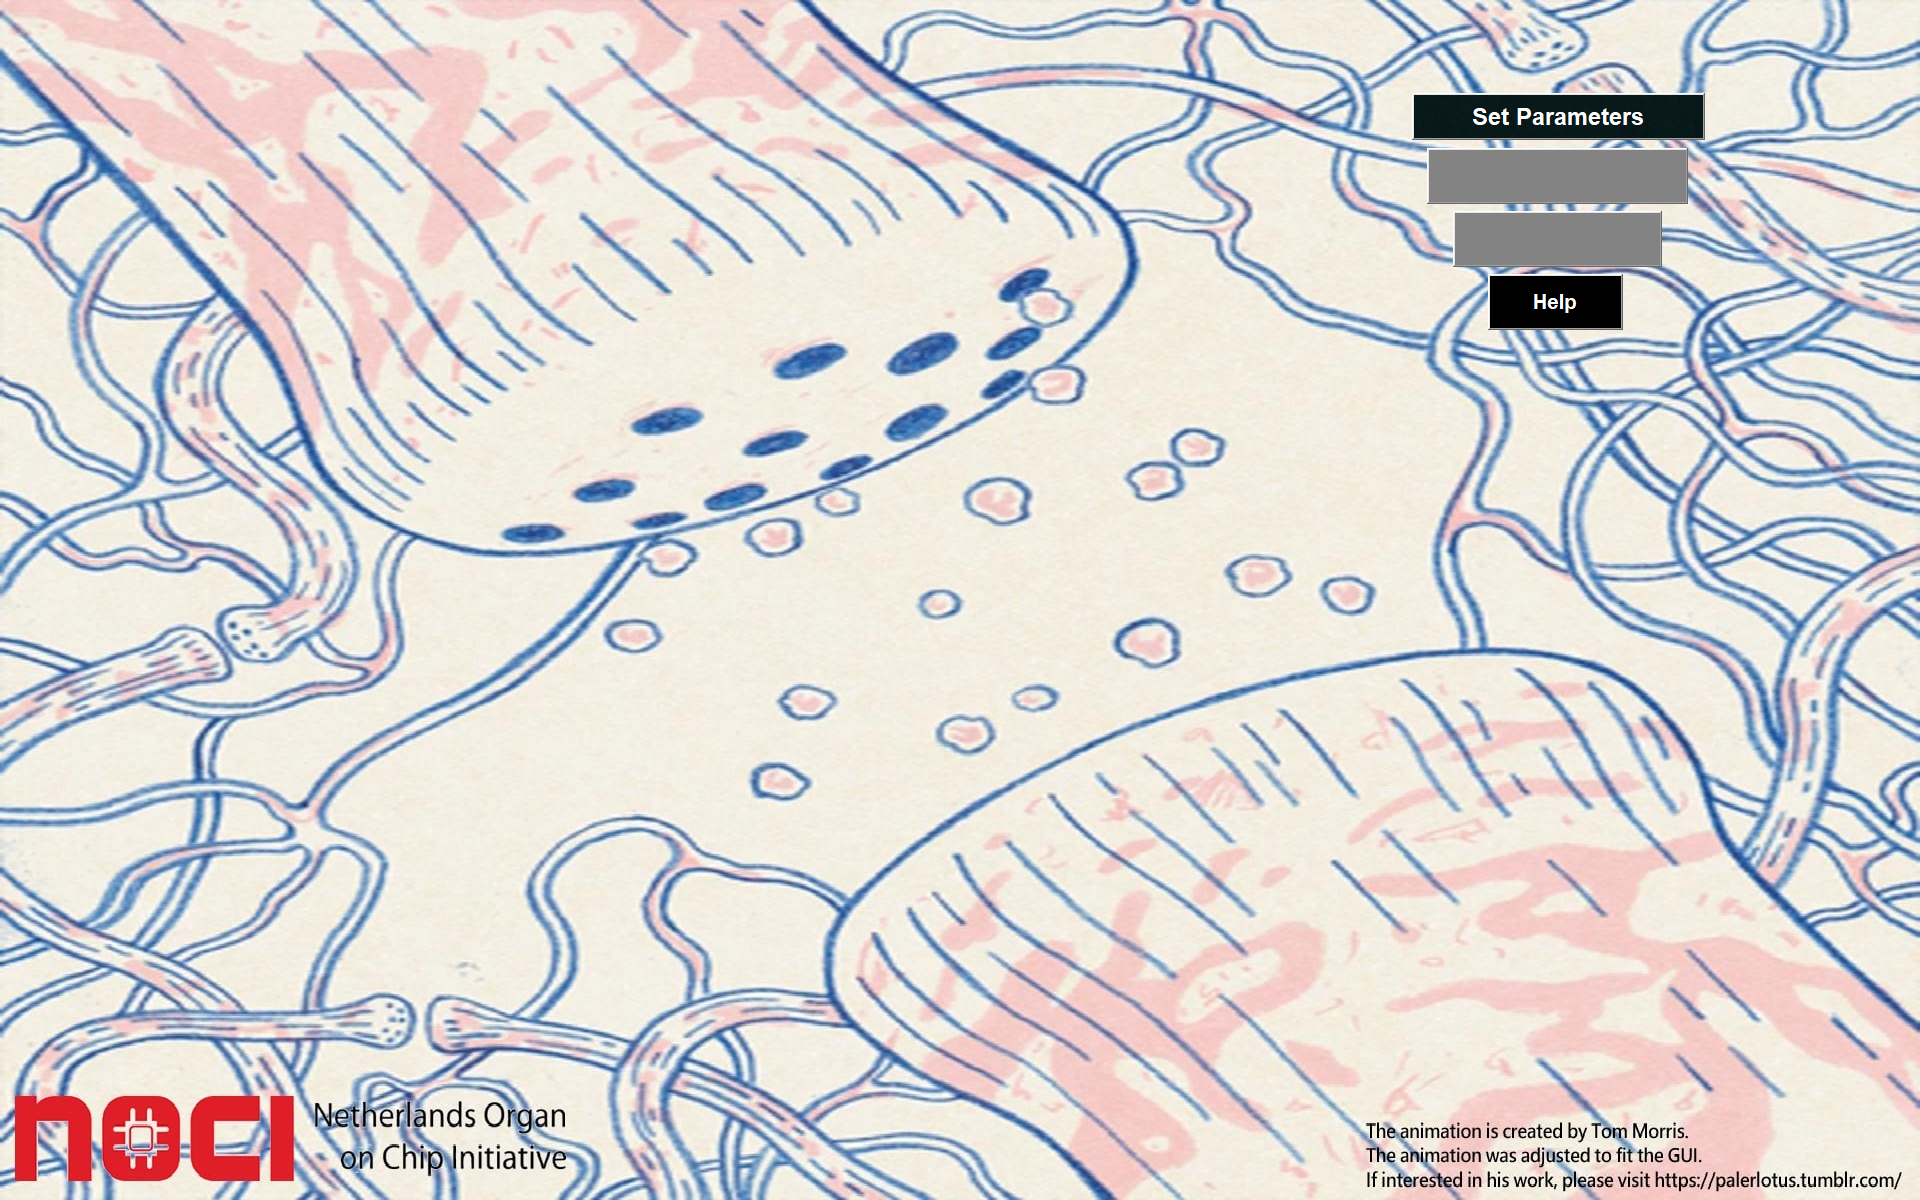 Set Parameters
Help
noci
Netherlands Organ
on Chip Initiative
The animation is created by Tom Morris.
The animation was adjusted to fit the GUI.
If interested in his work, please visit https://palerlotus.tumblr.com/